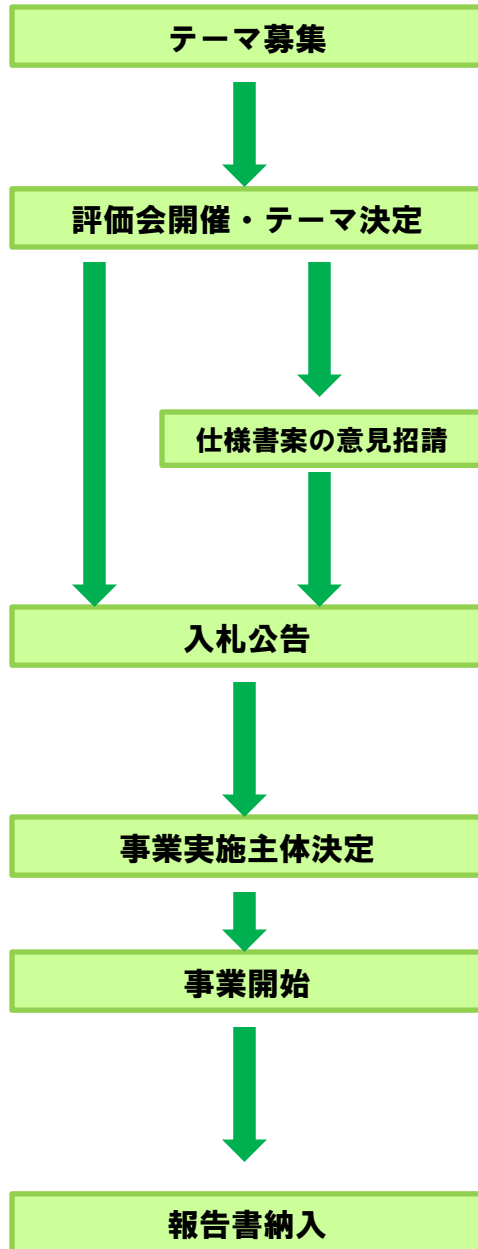 テーマ募集
評価会開催・テーマ決定
仕様書案の意見招請
入札公告
事業実施主体決定
事業開始
報告書納入